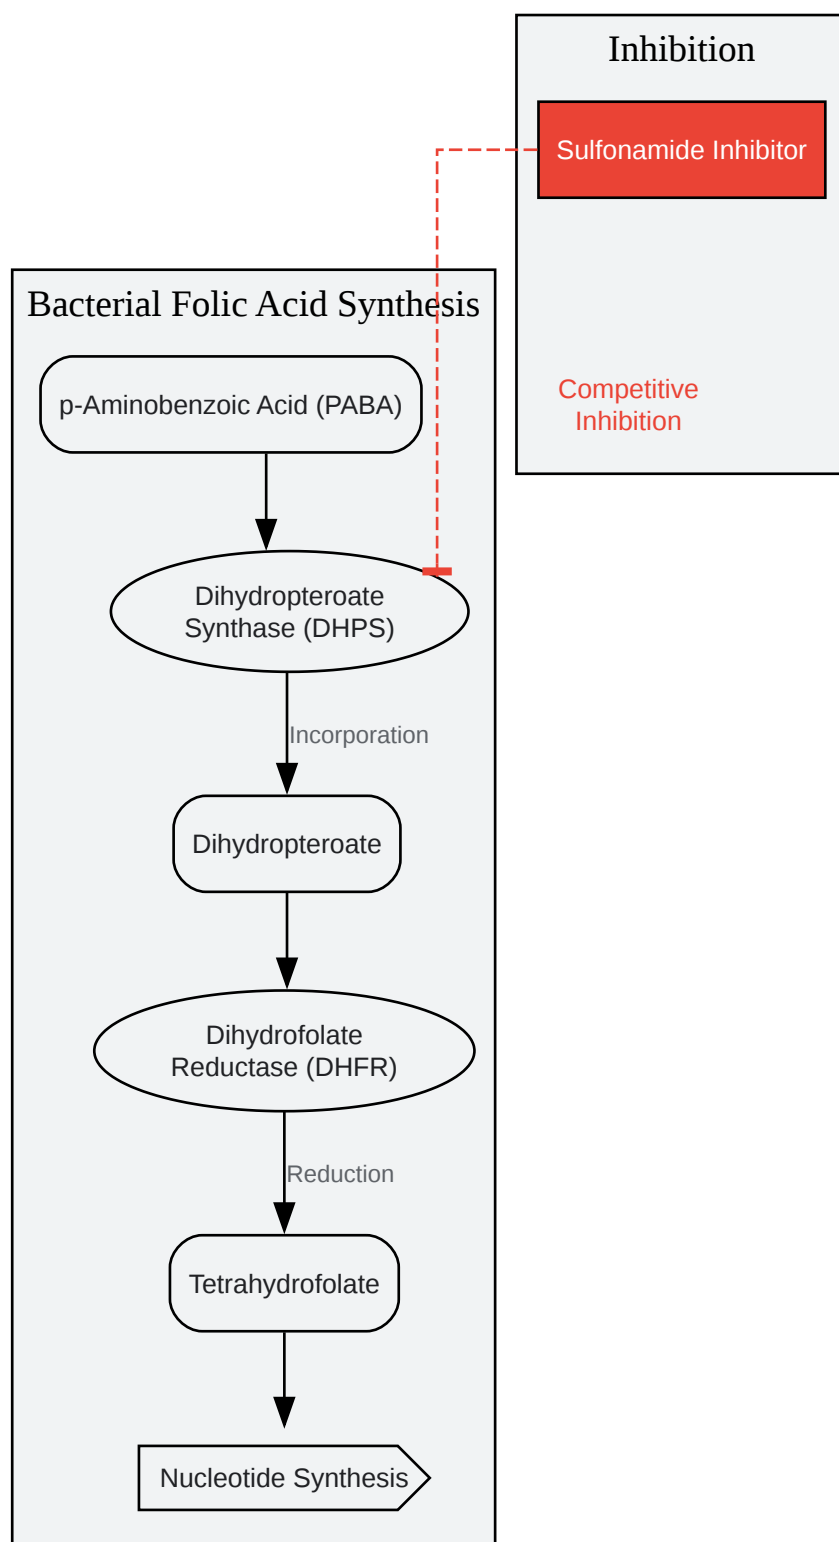 Inhibition
Sulfonamide Inhibitor
Bacterial Folic Acid Synthesis
p-Aminobenzoic Acid (PABA)
Competitive
Inhibition
Dihydropteroate
Synthase (DHPS)
Incorporation
Dihydropteroate
Dihydrofolate
Reductase (DHFR)
Reduction
Tetrahydrofolate
Nucleotide Synthesis